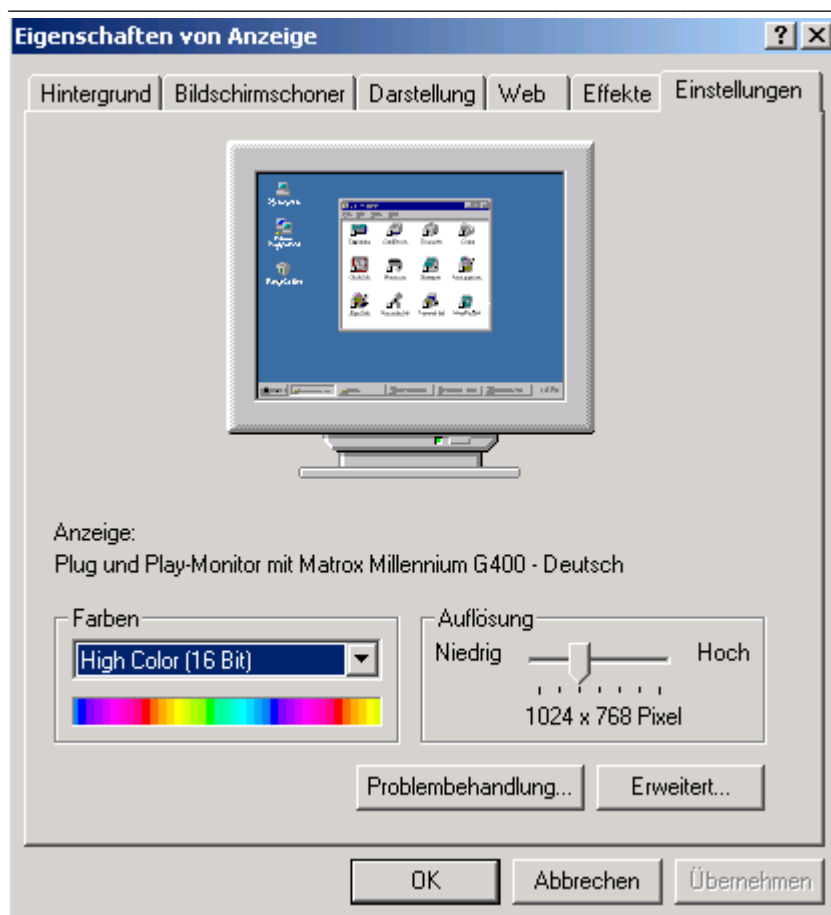 Eigenschaften von Anzeige
Hintergrund Bildschirmschoner Darstellung Web Effekte Einstellungen
Anzeige:
Plug und Play-Monitor mit Matrox Millennium G400 - Deutsch
Farben
High Color (16 Bit)
Auflösung
Niedrig Hoch
1024 x 768 Pixel
Problembehandlung... Erweitert...
OK Abbrechen Übernehmen